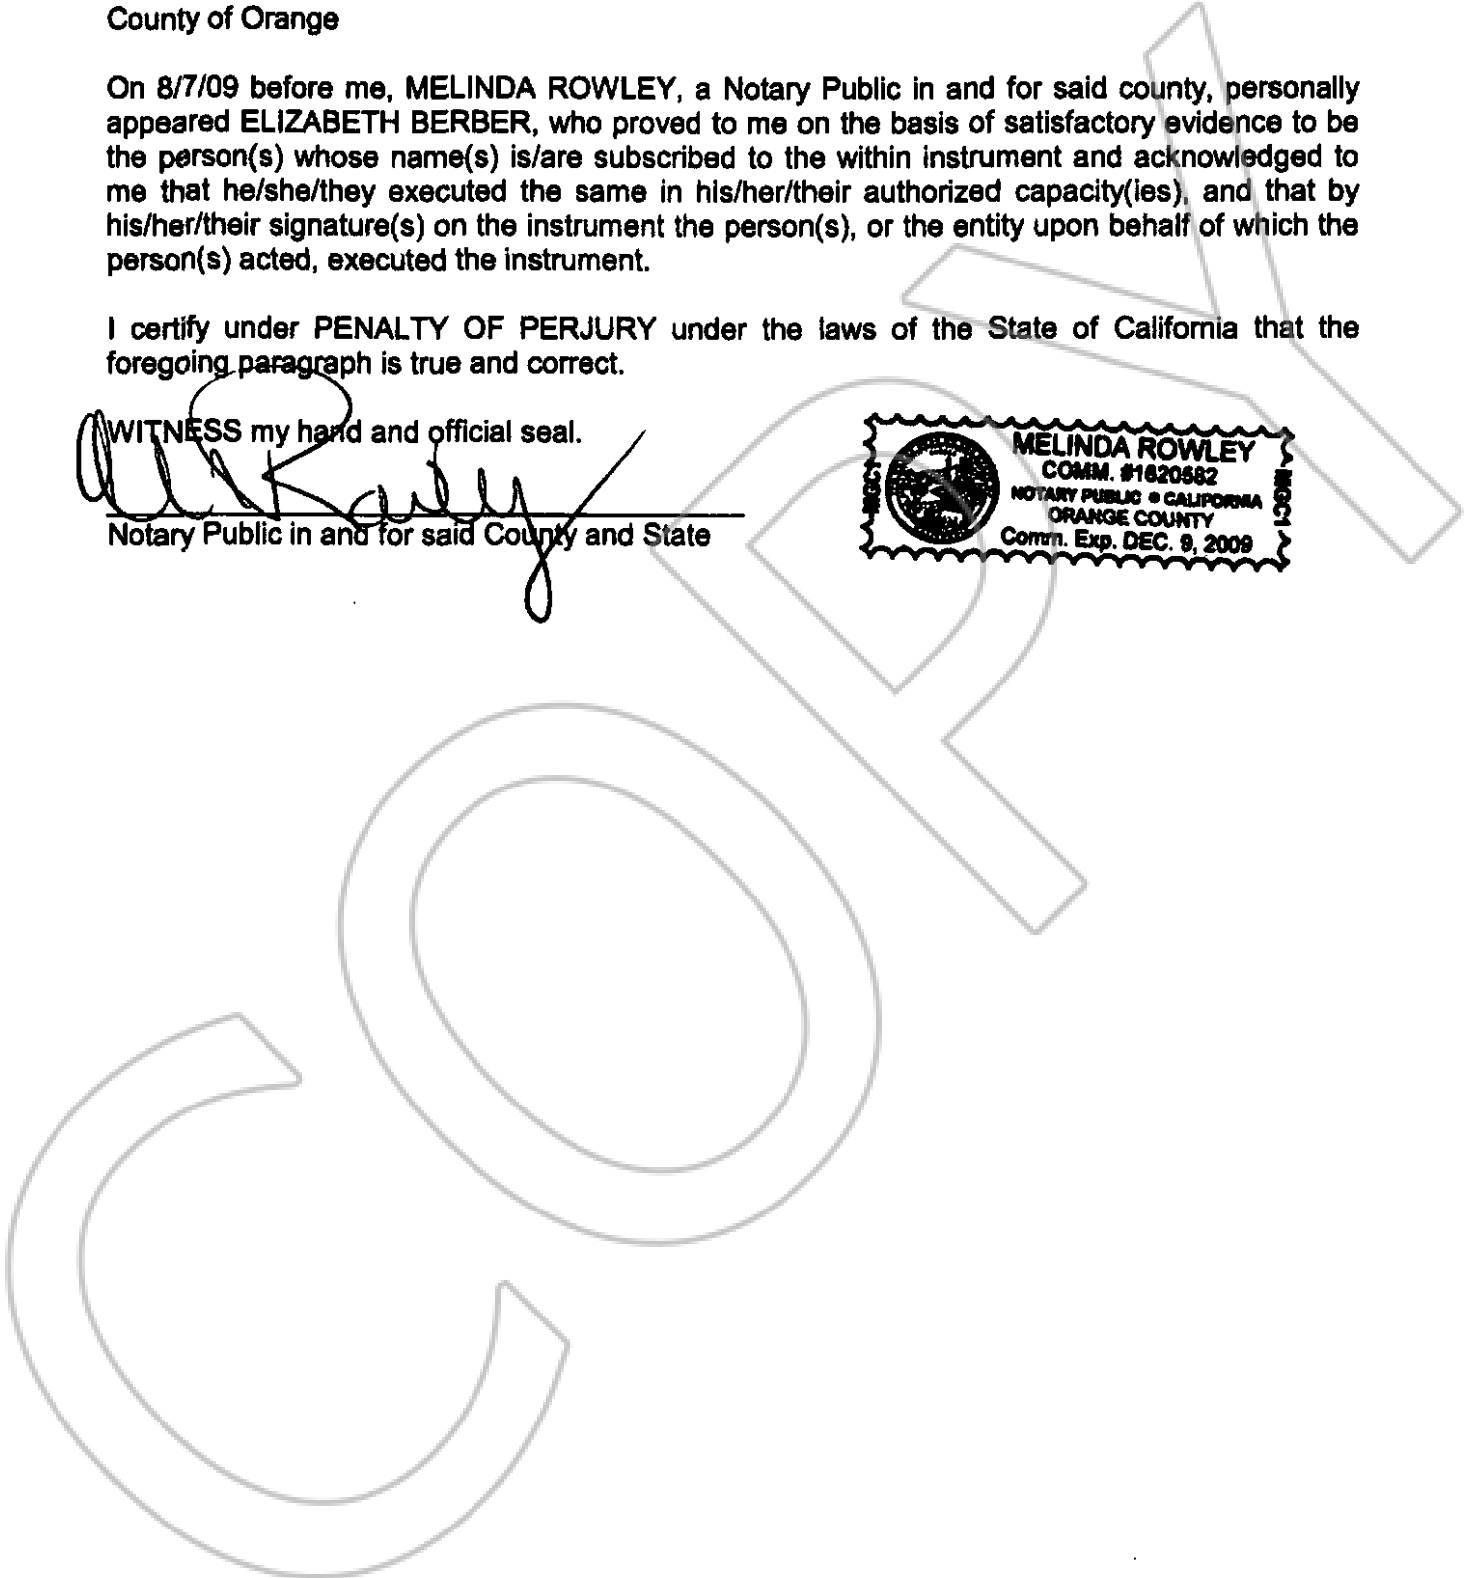 County of Orange
On 8/7/09 before me, MELINDA ROWLEY, a Notary Public in and for said county, personally
appeared ELIZABETH BERBER, who proved to me on the basis of satisfactory evidence to be
the person(s) whose name(s) is/are subscribed to the within instrument and acknowledged to
me that he/she/they executed the same in his/her/their authorized capacity(ies), and that by
his/her/their signature(s) on the instrument the person(s), or the entity upon behalf of which the
person(s) acted, executed the instrument.
I certify under PENALTY OF PERJURY under the laws of the State of California that the
foregoing paragraph is true and correct.
WITNESS my hand and official seal.
Notary Public in and for said County and State
MELINDA ROWLEY
COMM. #1620582
NOTARY PUBLIC ● CALIFORNIA
ORANGE COUNTY
Comm. Exp. DEC. 9, 2009
COPY